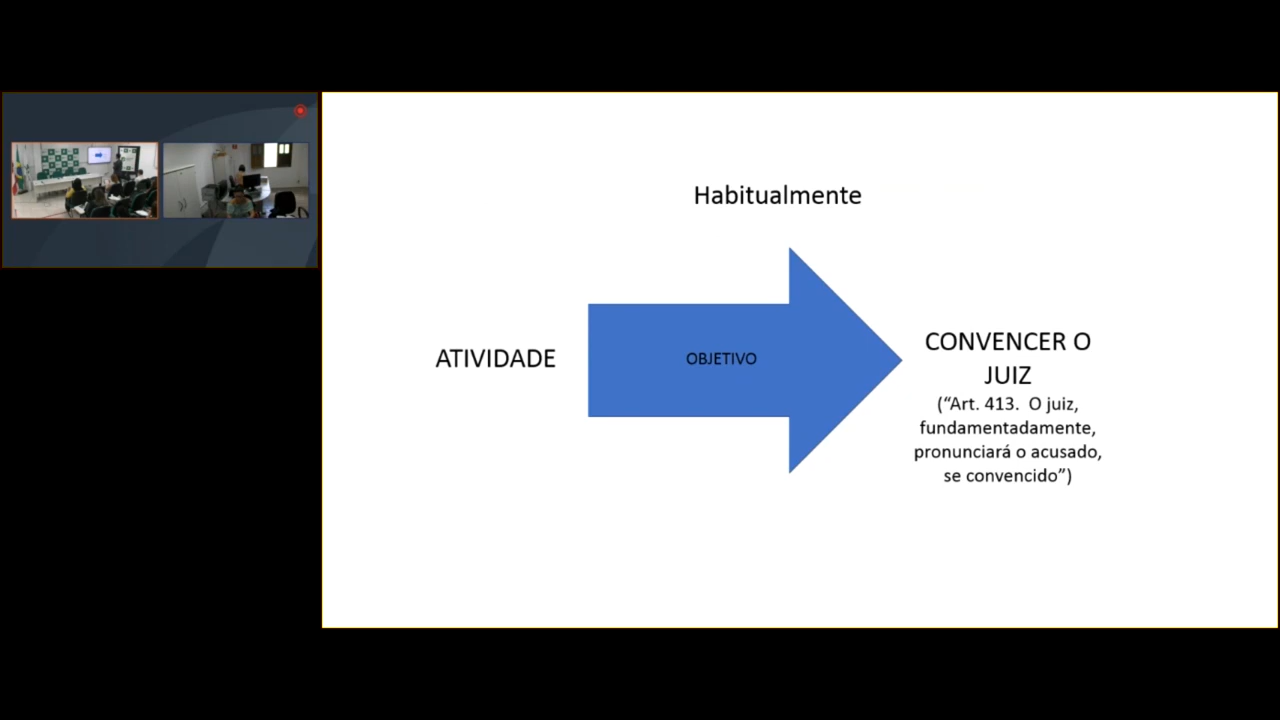 Habitualmente
ATIVIDADE
OBJETIVO
CONVENCER O
JUIZ
(“Art. 413.  O juiz,
fundamentadamente,
pronunciará o acusado,
se convencido”)